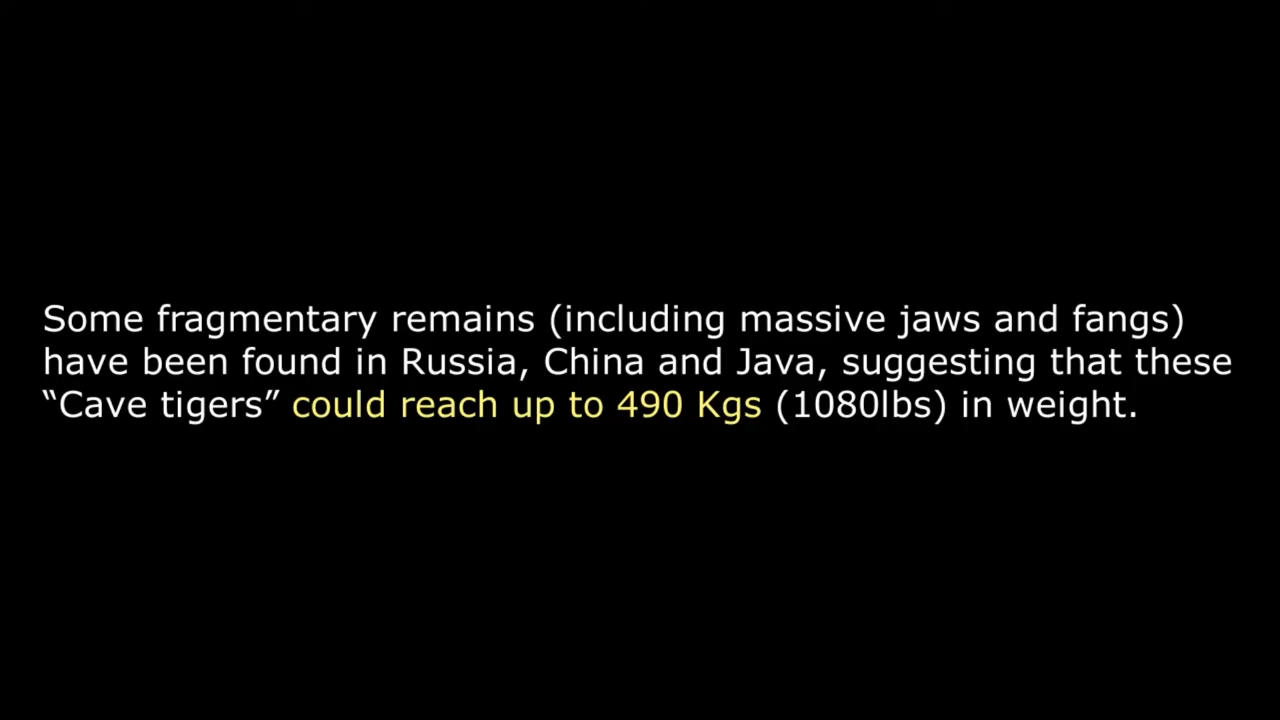 Some fragmentary remains (including massive jaws and fangs)
have been found in Russia, China and Java, suggesting that these
“Cave tigers” could reach up to 490 Kgs (1080lbs) in weight.